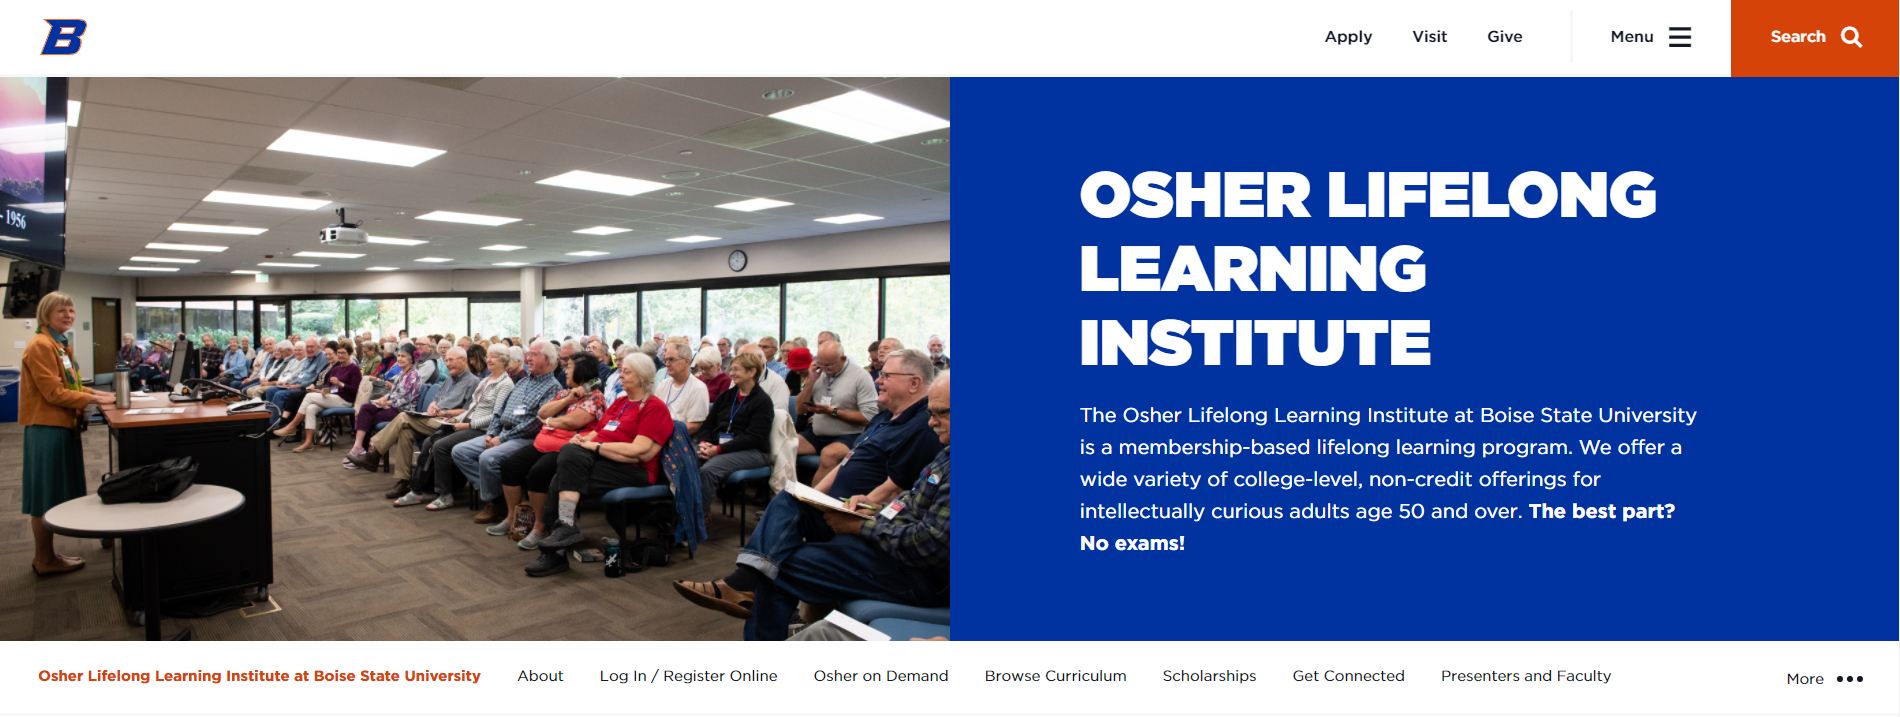 B
Apply
Visit
Give
Menu
Search
- 1956
OSHER LIFELONG
LEARNING
INSTITUTE
The Osher Lifelong Learning Institute at Boise State University
is a membership-based lifelong learning program. We offer a
wide variety of college-level, non-credit offerings for
intellectually curious adults age 50 and over. The best part?
No exams!
Osher Lifelong Learning Institute at Boise State University
About
Log In / Register Online
Osher on Demand
Browse Curriculum
Scholarships
Get Connected
Presenters and Faculty
More